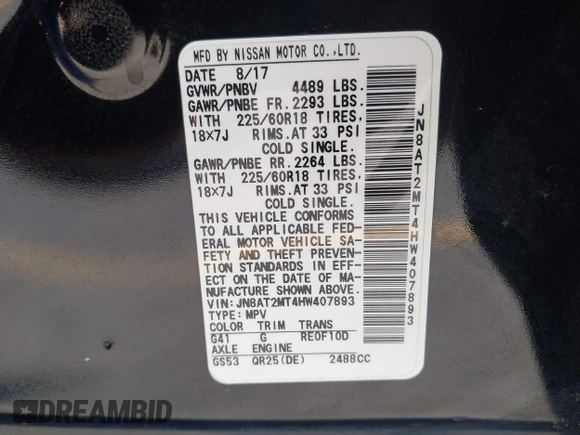 MFD BY NISSAN MOTOR CO.,LTD.
DATE 8/17
GVWR/PNBV 4489 LBS.
GAWR/PNBE FR. 2293 LBS.
WITH 225/60R18 TIRES,
18X7J RIMS.AT 33 PSI
COLD SINGLE.
GAWR/PNBE RR. 2264 LBS.
WITH 225/60R18 TIRES,
18X7J RIMS.AT 33 PSI
COLD SINGLE.
THIS VEHICLE CONFORMS
TO ALL APPLICABLE FED-
ERAL MOTOR VEHICLE SA-
FETY AND THEFT PREVEN-
TION STANDARDS IN EFF-
ECT ON THE DATE OF MA-
NUFACTURE SHOWN ABOVE.
VIN: JN8AT2MT4HW407893
TYPE: MPV
COLOR TRIM TRANS
G41 G RE0F10D
AXLE ENGINE
GS53 QR25(DE) 2488CC
JN8AT2MT4HW407893
DREAMBID